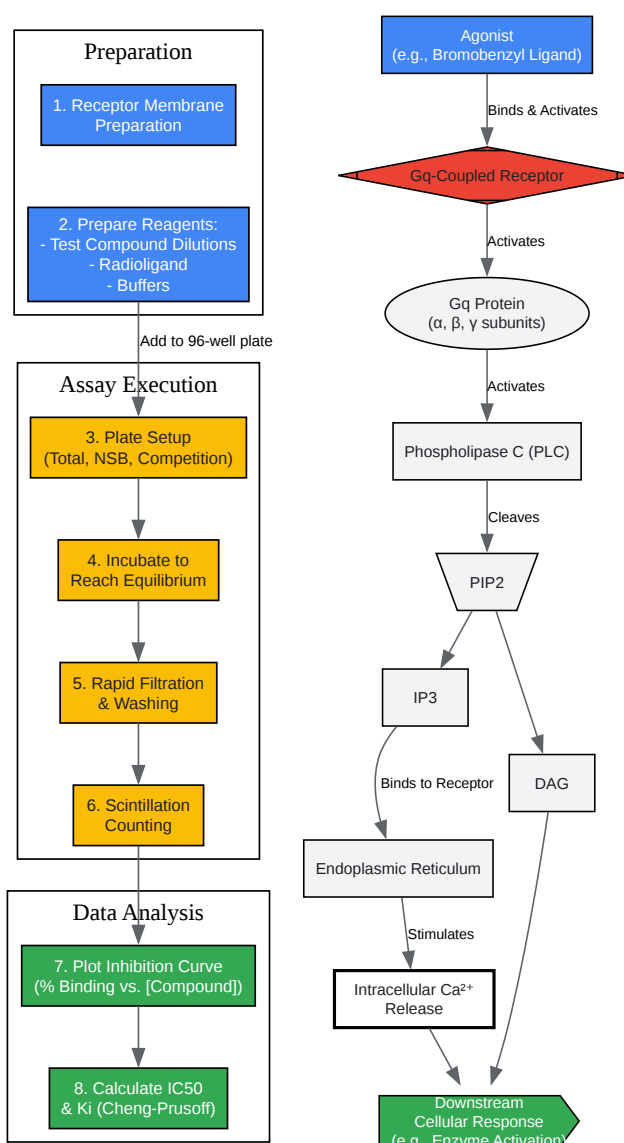 Preparation
1. Receptor Membrane
Preparation
2. Prepare Reagents:
- Test Compound Dilutions
- Radioligand
- Buffers
Add to 96-well plate
Assay Execution
3. Plate Setup
(Total, NSB, Competition)
4. Incubate to
Reach Equilibrium
5. Rapid Filtration
& Washing
6. Scintillation
Counting
Data Analysis
7. Plot Inhibition Curve
(% Binding vs. [Compound])
8. Calculate IC50
& Ki (Cheng-Prusoff)
Agonist
(e.g., Bromobenzyl Ligand)
Binds & Activates
Gq-Coupled Receptor
Activates
Gq Protein
(α, β, γ subunits)
Activates
Phospholipase C (PLC)
Cleaves
PIP2
IP3
DAG
Binds to Receptor
Endoplasmic Reticulum
Stimulates
Intracellular Ca²⁺
Release
Downstream
Cellular Response
(e.g., Enzyme Activation)